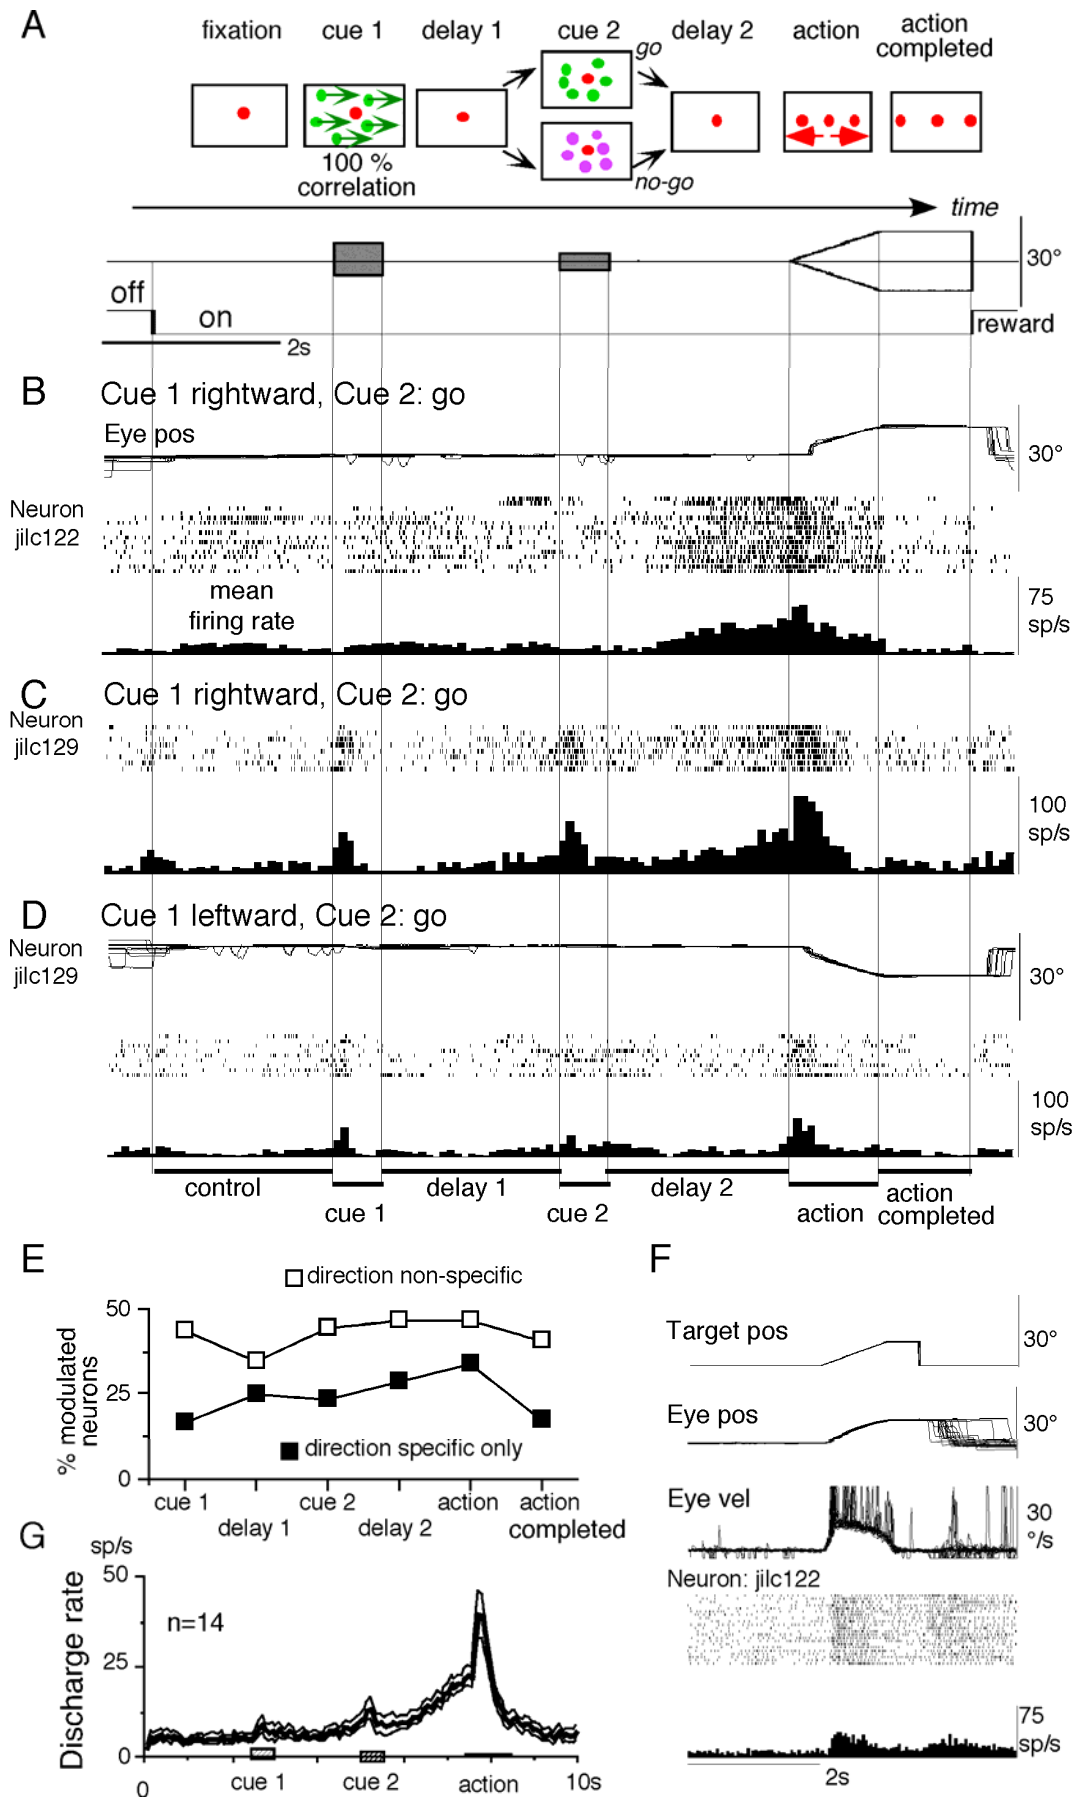 A
fixation cue 1 delay 1 cue 2 delay 2 action action completed
go
no-go
100 %
correlation
time
30°
off
on
reward
2s
B Cue 1 rightward, Cue 2: go
Eye pos
30°
Neuron
jilc122
mean
firing rate
75
sp/s
C Cue 1 rightward, Cue 2: go
Neuron
jilc129
100
sp/s
D Cue 1 leftward, Cue 2: go
Neuron
jilc129
30°
100
sp/s
control delay 1 delay 2 action
cue 1 cue 2 action completed
E
direction non-specific
50
25
0
% modulated
neurons
direction specific only
cue 1 cue 2 action action
delay 1 delay 2 completed
F
Target pos
30°
Eye pos
30°
Eye vel
30
°/s
Neuron: jilc122
75
sp/s
2s
G
sp/s
50
25
0
Discharge rate
n=14
cue 1 cue 2 action
0 10s